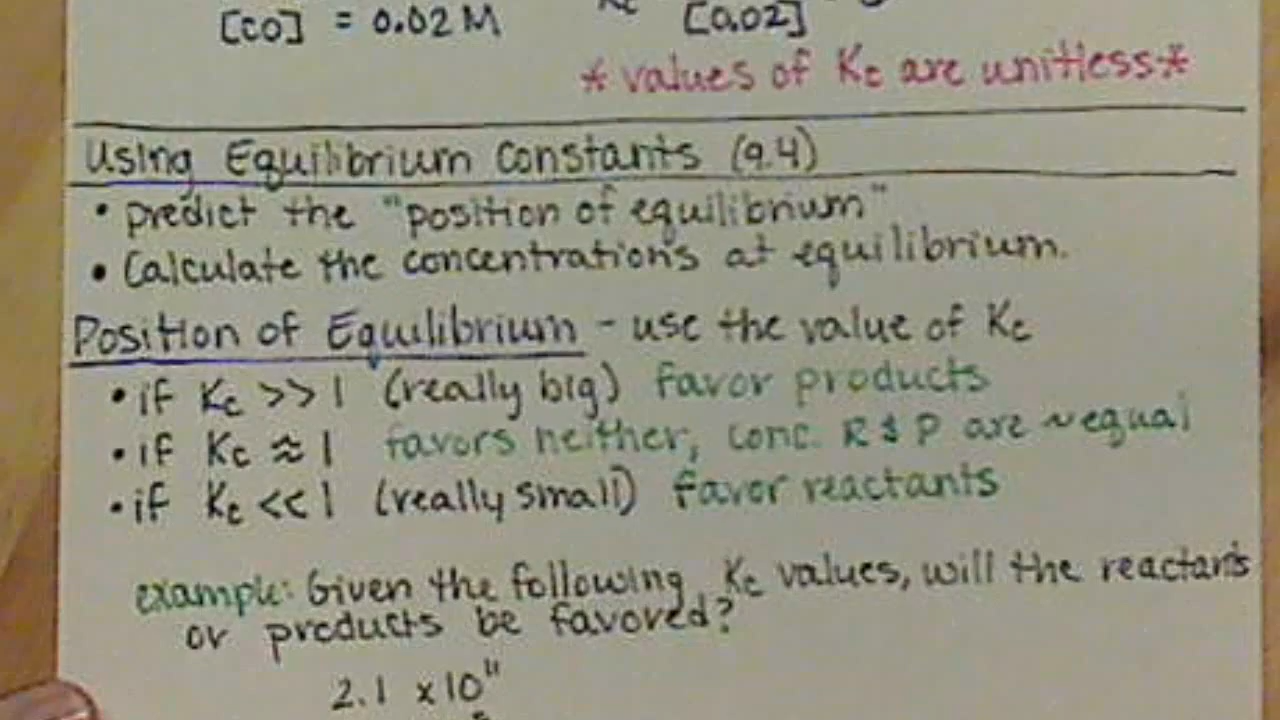 [CO] = 0.02 M
[0.02]
* values of Kc are unitless *
Using Equilibrium Constants (9.4)
• predict the "position of equilibrium"
• Calculate the concentrations at equilibrium.
Position of Equilibrium - use the value of Kc
• if Kc >> 1 (really big) favor products
• if Kc ≈ 1 favors neither, conc. R & P are ~equal
• if Kc << 1 (really small) favor reactants
example: Given the following Kc values, will the reactants
or products be favored?
2.1 x 10¹¹